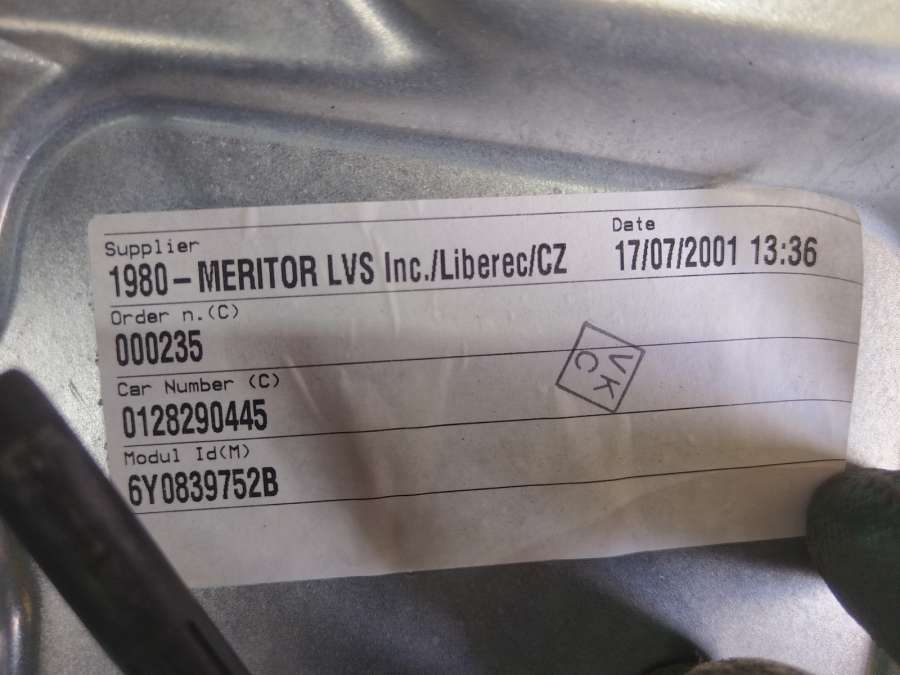 Supplier
1980-MERITOR LVS Inc./Liberec/CZ
Date
17/07/2001 13:36
Order n.(C)
000235
Car Number (C)
0128290445
Modul Id(M)
6Y0839752B
VK
C